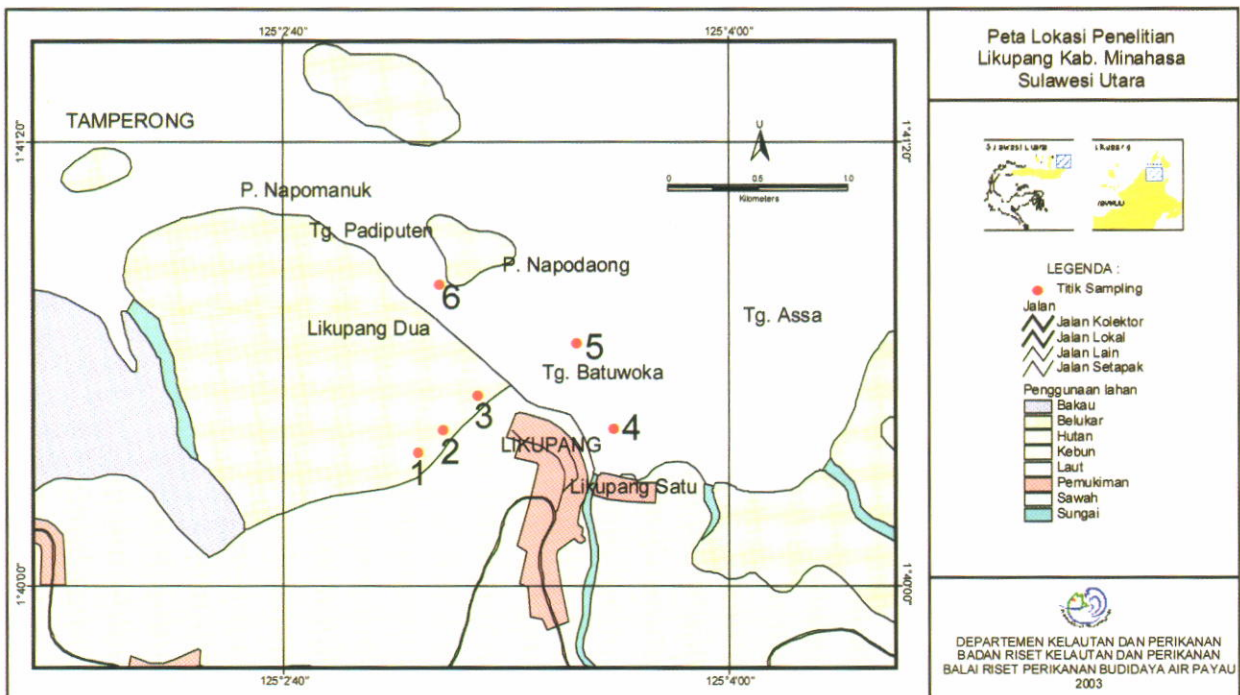 125°2'40"
125°4'00"
TAMPERONG
1°41'20"
1°41'20"
U
P. Napomanuk
0 0.5 1.0
Kilometers
Tg. Padiputen
P. Napodaong
6
Tg. Assa
Likupang Dua
5
Tg. Batuwoka
3
2
4
LIKUPANG
1
Likupang Satu
1°40'00"
1°40'00"
125°2'40"
125°4'00"
Peta Lokasi Penelitian
Likupang Kab. Minahasa
Sulawesi Utara
LEGENDA :
Titik Sampling
Jalan
Jalan Kolektor
Jalan Lokal
Jalan Lain
Jalan Setapak
Penggunaan lahan
Bakau
Belukar
Hutan
Kebun
Laut
Pemukiman
Sawah
Sungai
DEPARTEMEN KELAUTAN DAN PERIKANAN
BADAN RISET KELAUTAN DAN PERIKANAN
BALAI RISET PERIKANAN BUDIDAYA AIR PAYAU
2003